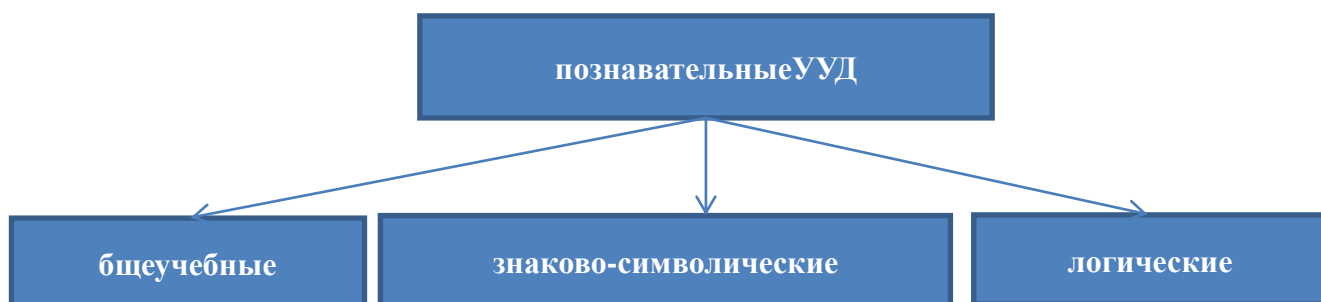 познавательныеУУД
бщеучебные
знаково-символические
логические